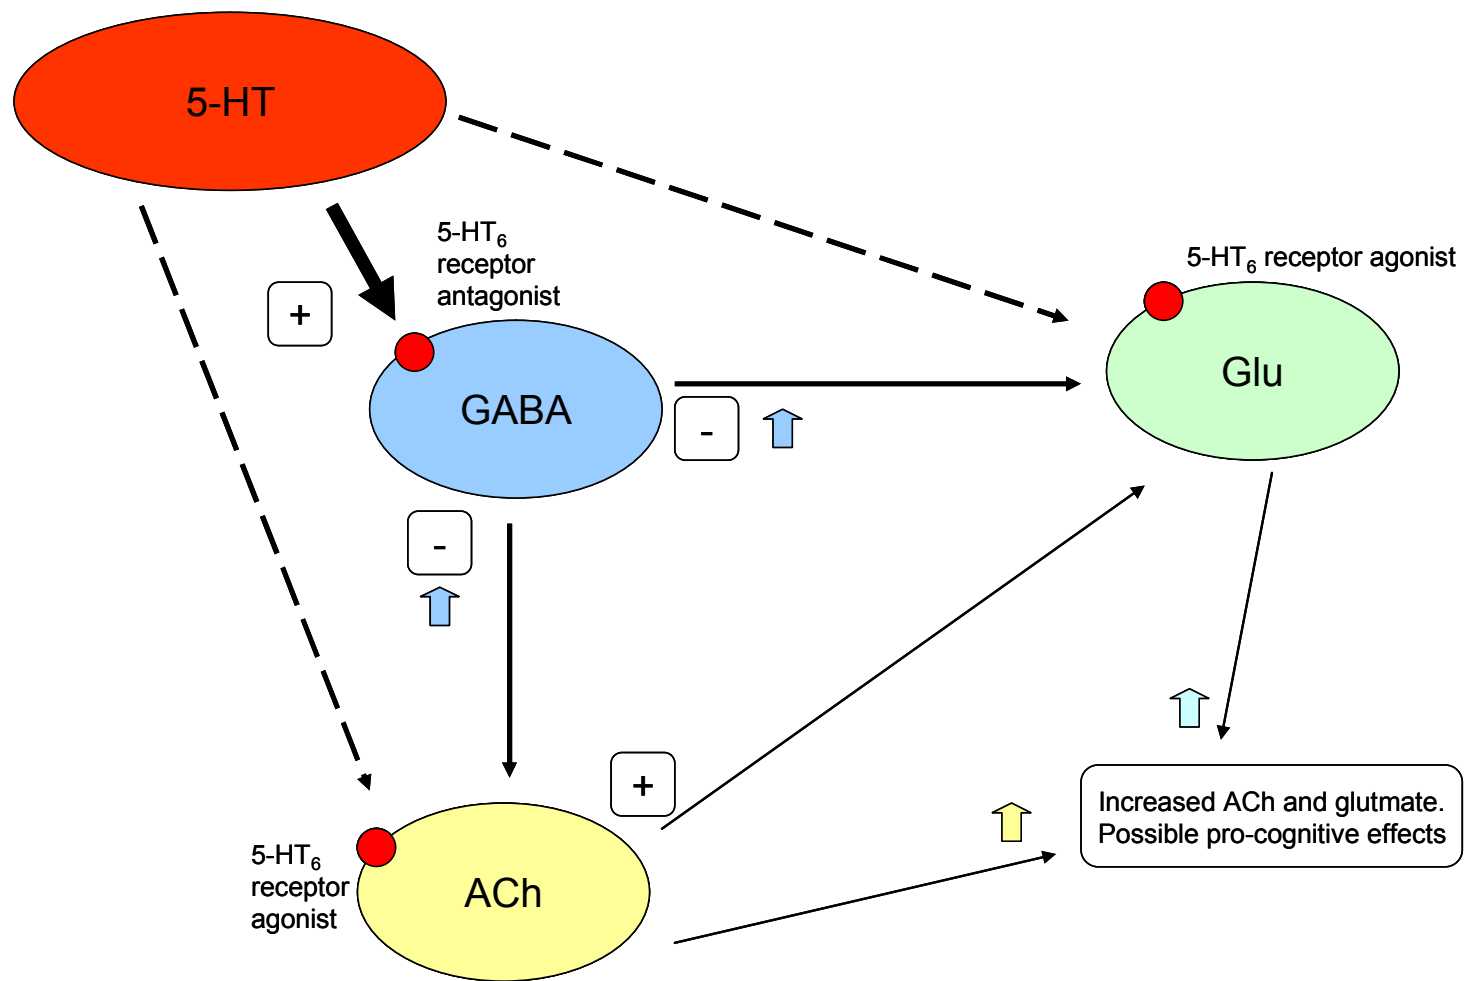 5-HT
5-HT6
receptor
antagonist
5-HT6 receptor agonist
+
GABA
Glu
-
-
+
Increased ACh and glutmate.
Possible pro-cognitive effects
5-HT6
receptor
agonist
ACh